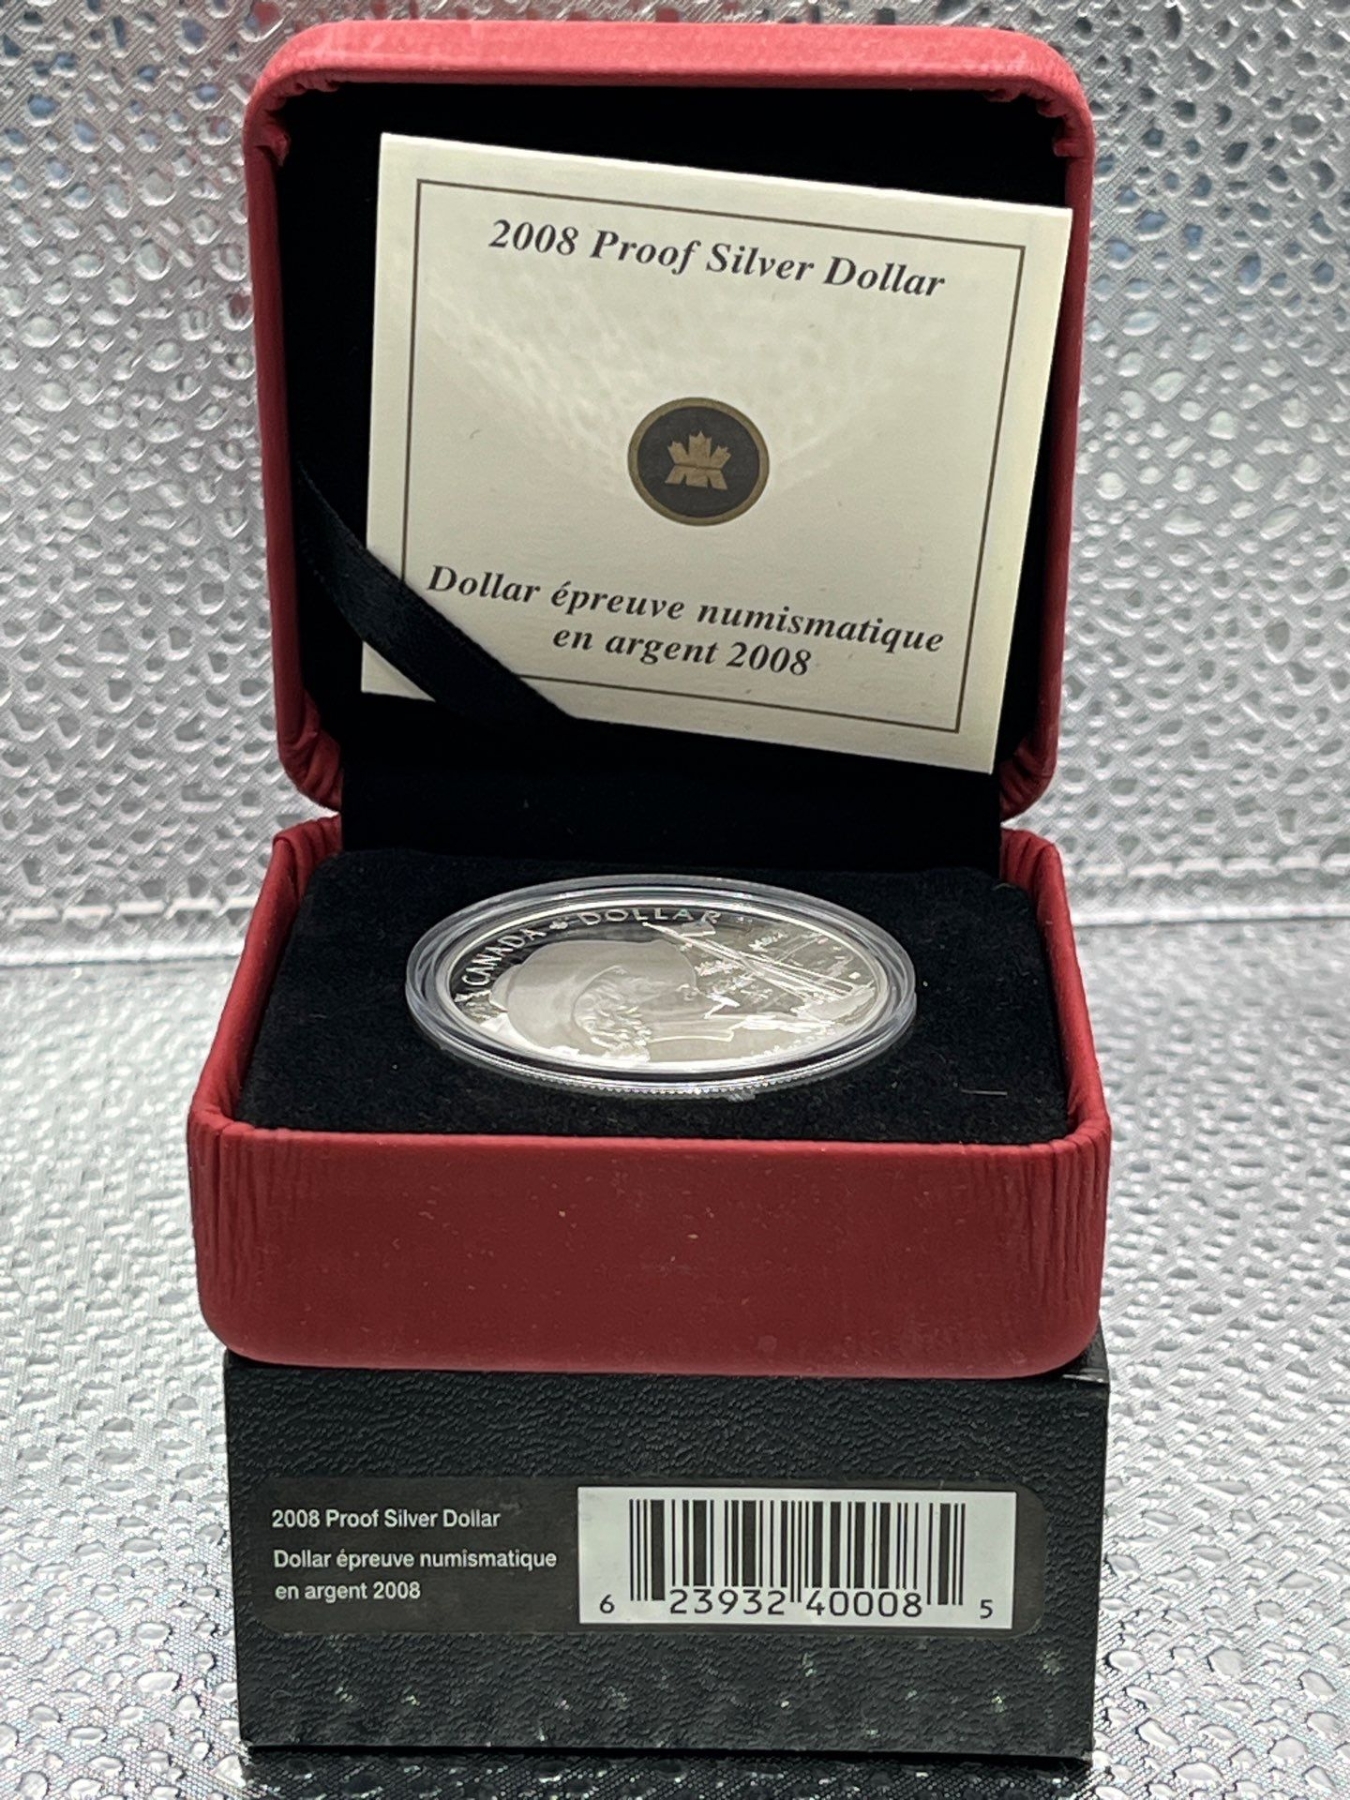 2008 Proof Silver Dollar
Dollar épreuve numismatique
en argent 2008
CANADA DOLLAR
2008 Proof Silver Dollar
Dollar épreuve numismatique
en argent 2008
6 23932 40008 5